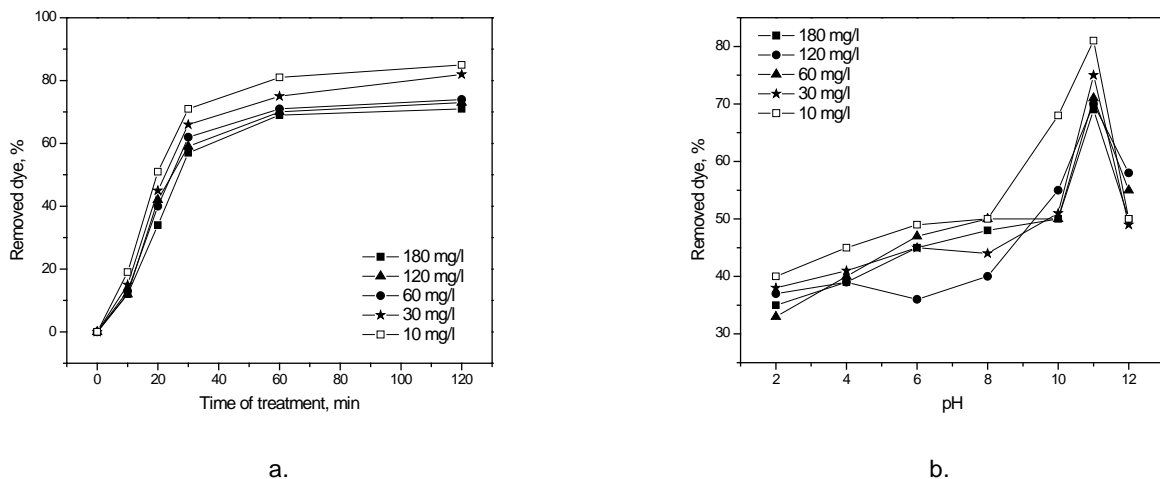 100
80
60
40
20
0
Removed dye, %
180 mg/l
120 mg/l
60 mg/l
30 mg/l
10 mg/l
0 20 40 60 80 100 120
Time of treatment, min
a.
80
70
60
50
40
30
Removed dye, %
180 mg/l
120 mg/l
60 mg/l
30 mg/l
10 mg/l
2 4 6 8 10 12
pH
b.